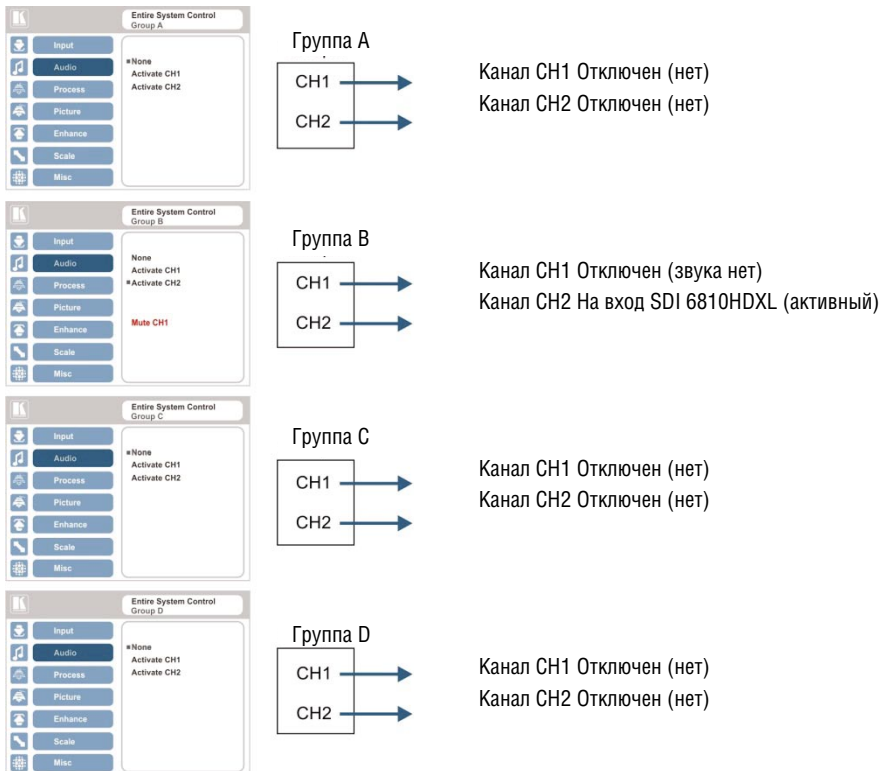 Entire System Control
Group A
Input
Audio
Process
Picture
Enhance
Scale
Misc
■None
Activate CH1
Activate CH2
Группа A
CH1
CH2
Канал CH1 Отключен (нет)
Канал CH2 Отключен (нет)
Entire System Control
Group B
Input
Audio
Process
Picture
Enhance
Scale
Misc
None
Activate CH1
■Activate CH2
Mute CH1
Группа B
CH1
CH2
Канал CH1 Отключен (звука нет)
Канал CH2 На вход SDI 6810HDXL (активный)
Entire System Control
Group C
Input
Audio
Process
Picture
Enhance
Scale
Misc
■None
Activate CH1
Activate CH2
Группа C
CH1
CH2
Канал CH1 Отключен (нет)
Канал CH2 Отключен (нет)
Entire System Control
Group D
Input
Audio
Process
Picture
Enhance
Scale
Misc
■None
Activate CH1
Activate CH2
Группа D
CH1
CH2
Канал CH1 Отключен (нет)
Канал CH2 Отключен (нет)